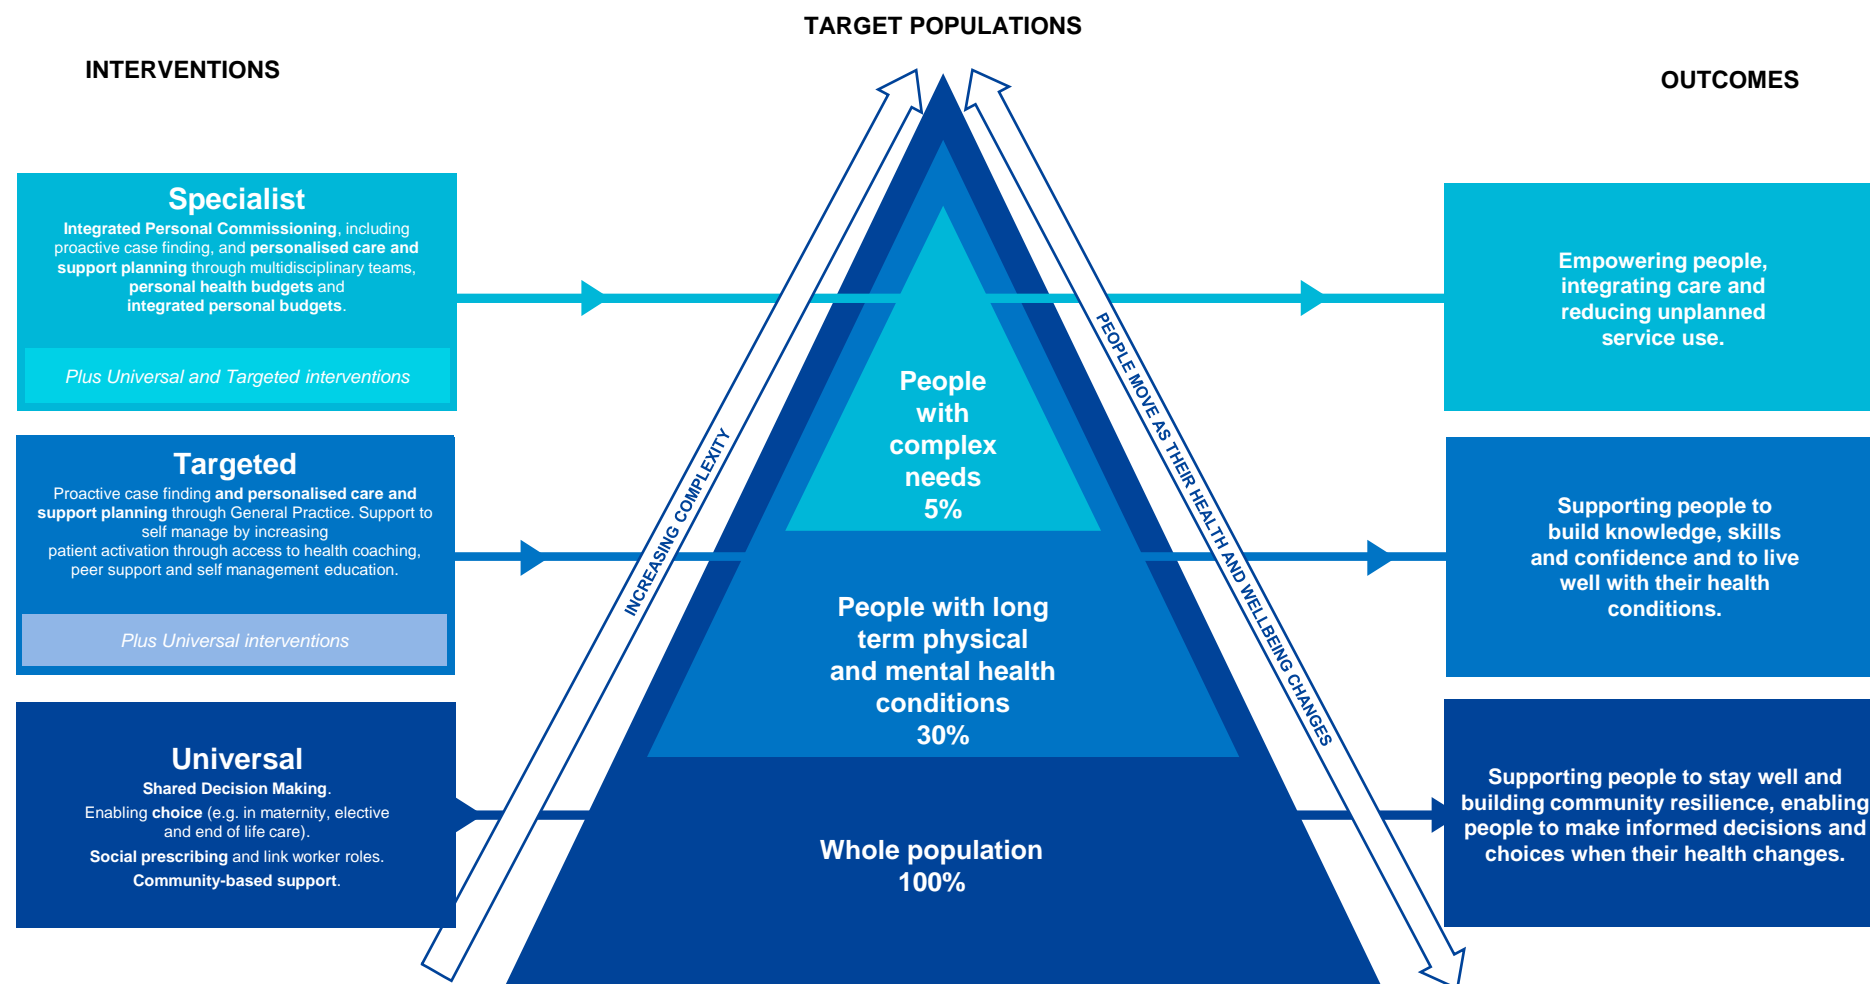 TARGET POPULATIONS
INTERVENTIONS
OUTCOMES
Specialist
Integrated Personal Commissioning, including
proactive case finding, and personalised care and
support planning through multidisciplinary teams,
personal health budgets and
integrated personal budgets.
Plus Universal and Targeted interventions
Targeted
Proactive case finding and personalised care and
support planning through General Practice. Support to
self manage by increasing
patient activation through access to health coaching,
peer support and self management education.
Plus Universal interventions
Universal
Shared Decision Making.
Enabling choice (e.g. in maternity, elective
and end of life care).
Social prescribing and link worker roles.
Community-based support.
INCREASING COMPLEXITY
People
with
complex
needs
5%
People with long
term physical
and mental health
conditions
30%
Whole population
100%
PEOPLE MOVE AS THEIR HEALTH AND WELLBEING CHANGES
Empowering people,
integrating care and
reducing unplanned
service use.
Supporting people to
build knowledge, skills
and confidence and to live
well with their health
conditions.
Supporting people to stay well and
building community resilience, enabling
people to make informed decisions and
choices when their health changes.